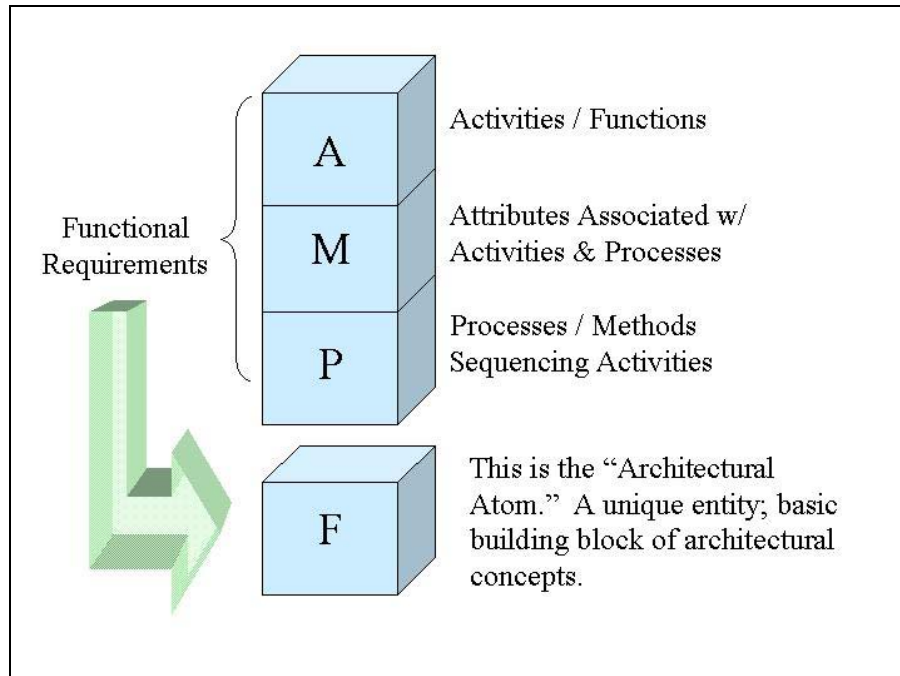 A
Activities / Functions
Functional
Requirements
M
Attributes Associated w/
Activities & Processes
P
Processes / Methods
Sequencing Activities
F
This is the “Architectural
Atom.” A unique entity; basic
building block of architectural
concepts.